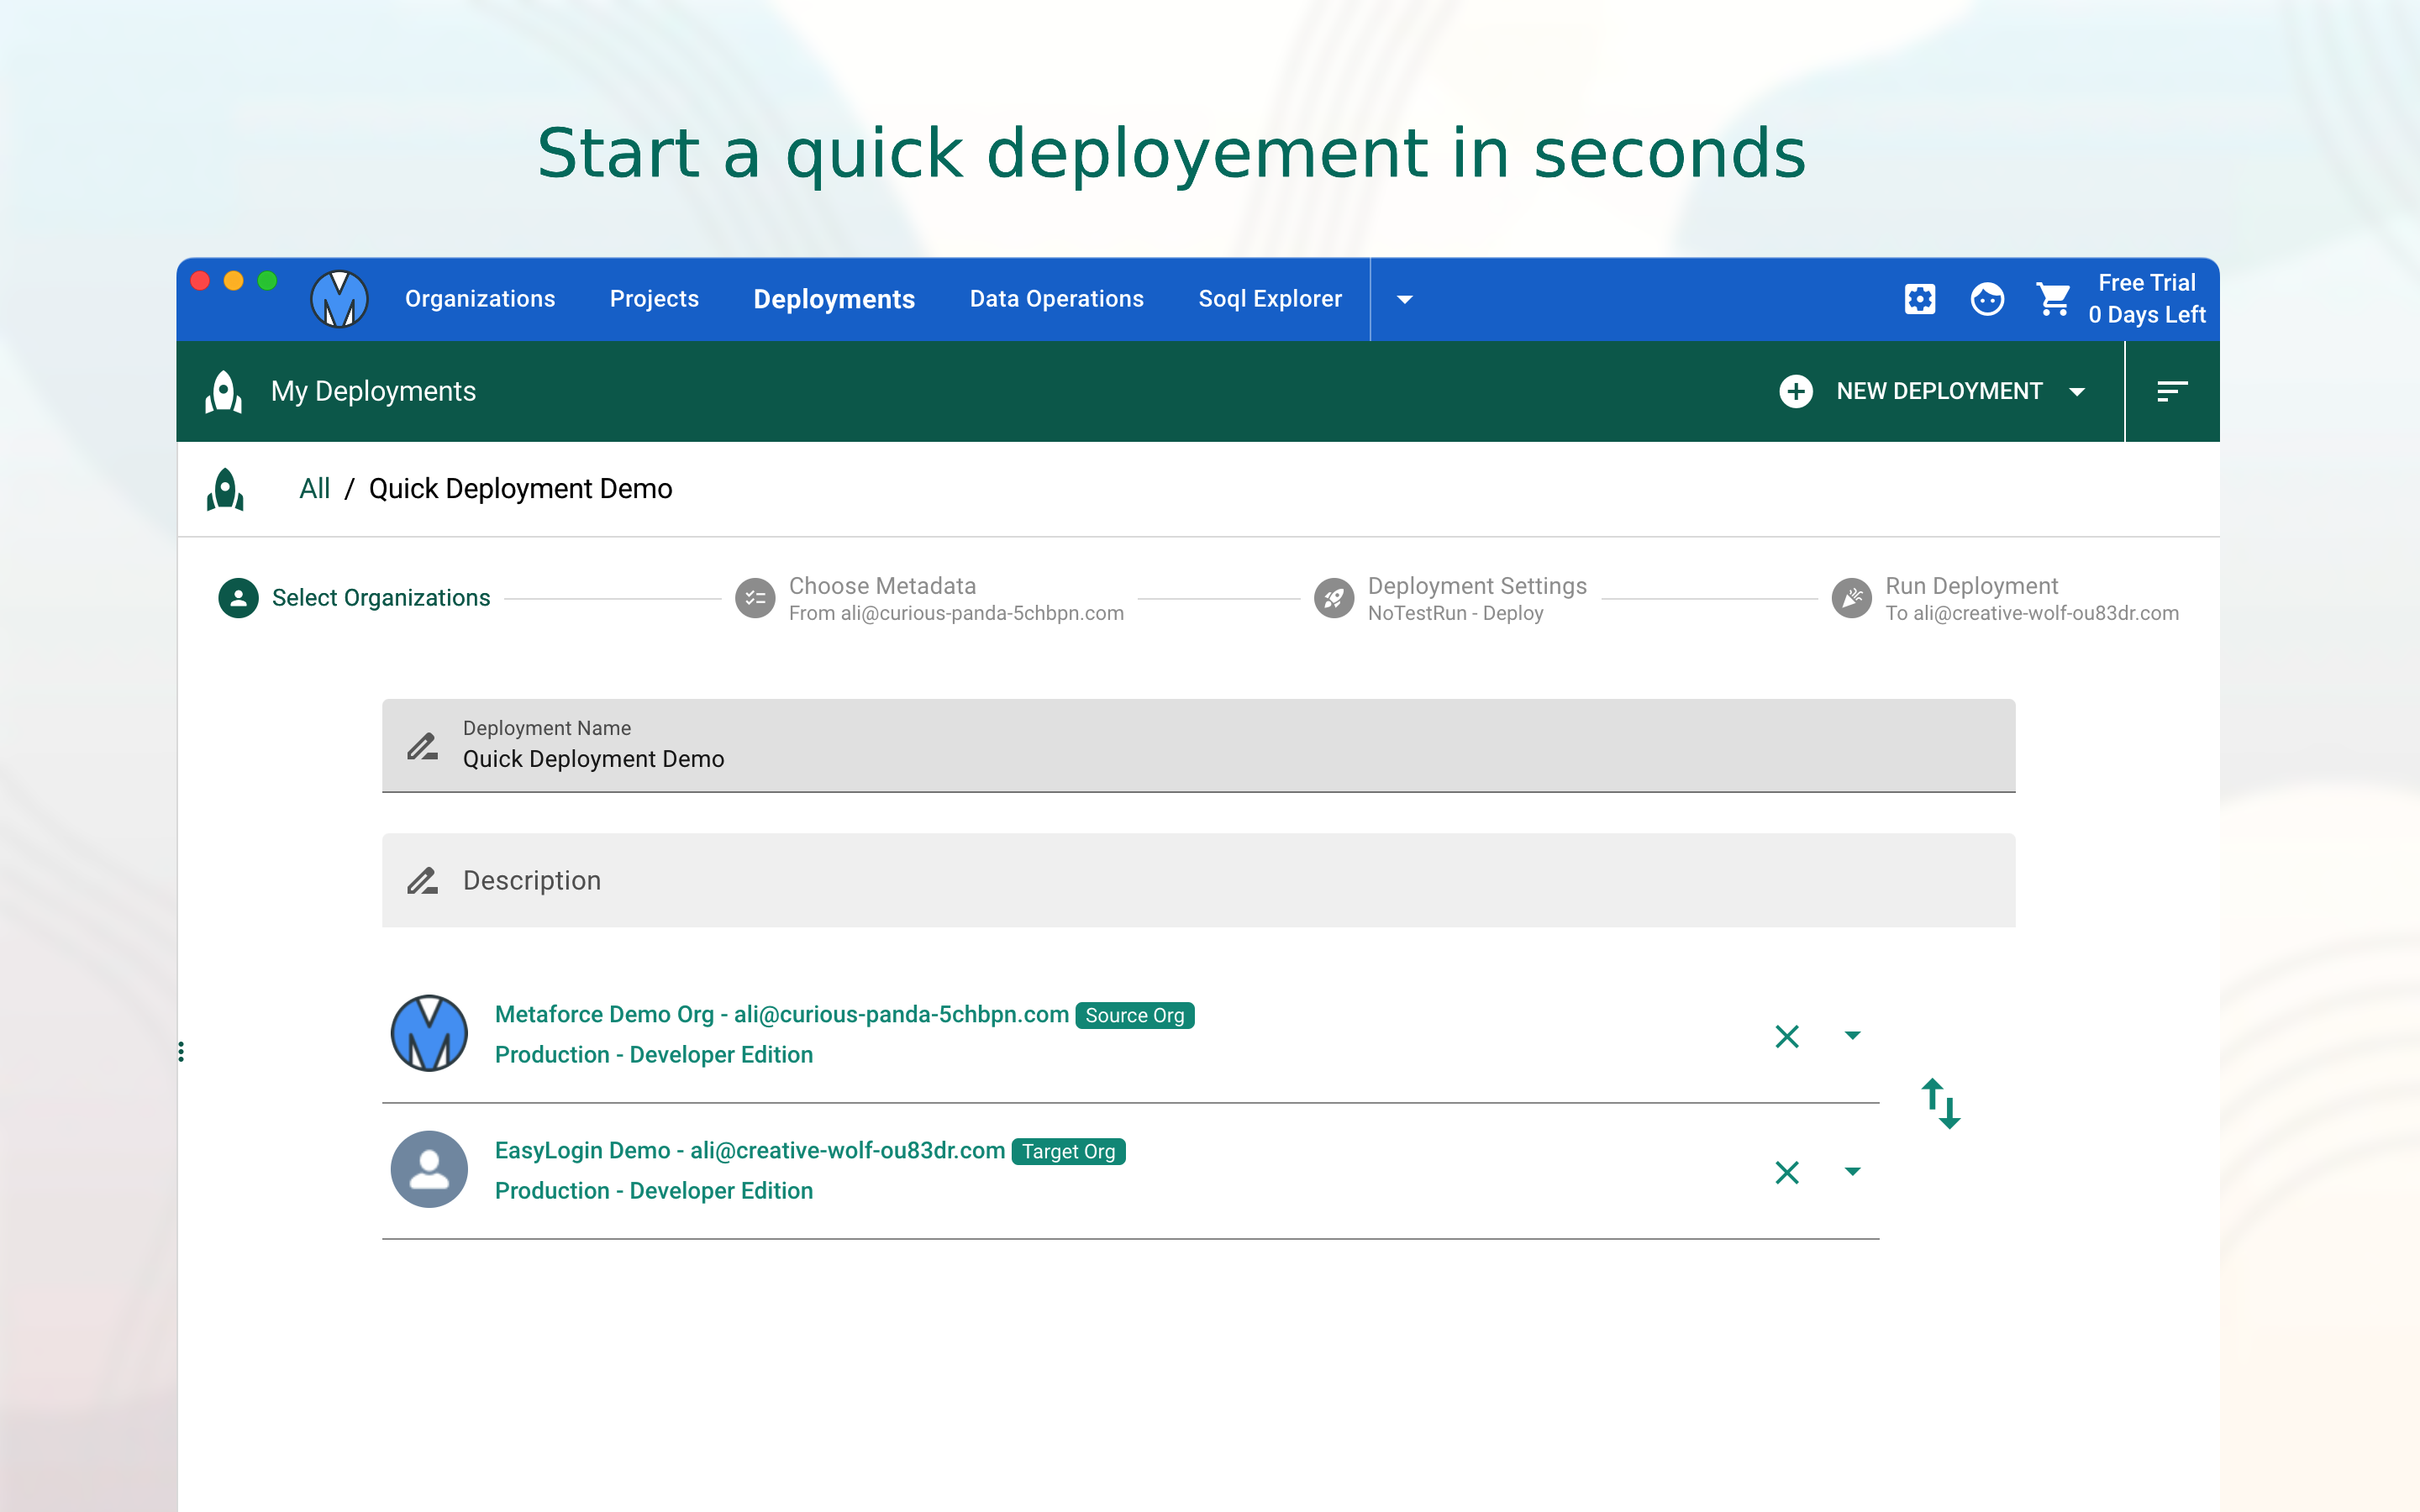 Start a quick deployement in seconds
Organizations Projects Deployments Data Operations Soql Explorer
Free Trial
0 Days Left
My Deployments
NEW DEPLOYMENT
All / Quick Deployment Demo
Select Organizations
Choose Metadata
From ali@curious-panda-5chbpn.com
Deployment Settings
NoTestRun - Deploy
Run Deployment
To ali@creative-wolf-ou83dr.com
Deployment Name
Quick Deployment Demo
Description
Metaforce Demo Org - ali@curious-panda-5chbpn.com Source Org
Production - Developer Edition
EasyLogin Demo - ali@creative-wolf-ou83dr.com Target Org
Production - Developer Edition